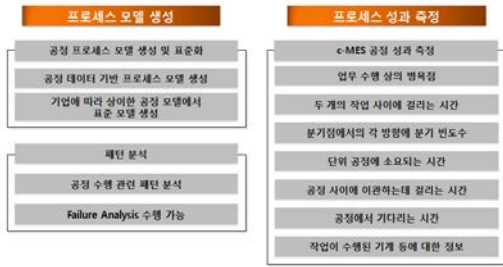 프로세스 모델 생성
공정 프로세스 모델 생성 및 표준화
공정 데이터 기반 프로세스 모델 생성
기업에 따라 상이한 공정 모델에서
표준 모델 생성
패턴 분석
공정 수행 관련 패턴 분석
Failure Analysis 수행 가능
프로세스 성과 측정
c-MES 공정 성과 측정
업무 수행 상의 병목점
두 개의 작업 사이에 걸리는 시간
분기점에서의 각 방향에 분기 빈도수
단위 공정에 소요되는 시간
공정 사이에 이관하는데 걸리는 시간
공정에서 기다리는 시간
작업이 수행된 기계 등에 대한 정보